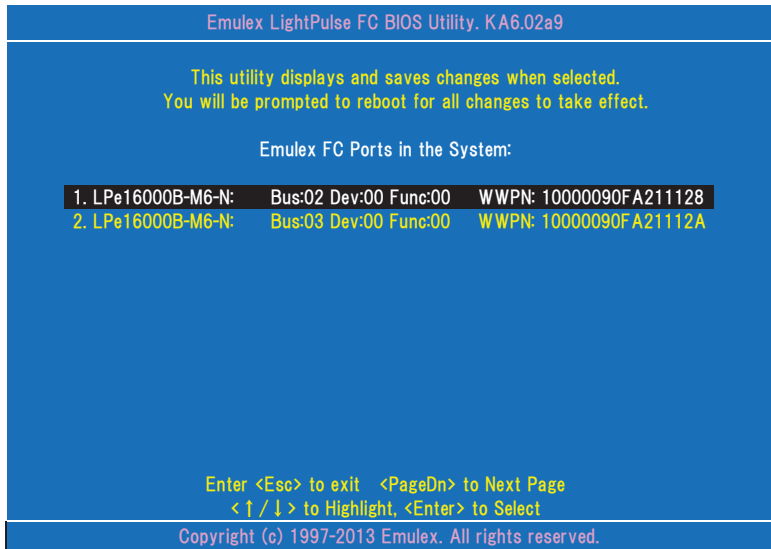 Emulex LightPulse FC BIOS Utility. KA6.02a9
This utility displays and saves changes when selected.
You will be prompted to reboot for all changes to take effect.
Emulex FC Ports in the System:
1. LPe16000B-M6-N: Bus:02 Dev:00 Func:00 WWPN: 10000090FA211128
2. LPe16000B-M6-N: Bus:03 Dev:00 Func:00 WWPN: 10000090FA21112A
Enter <Esc> to exit <PageDn> to Next Page
<↑/↓> to Highlight, <Enter> to Select
Copyright (c) 1997-2013 Emulex. All rights reserved.